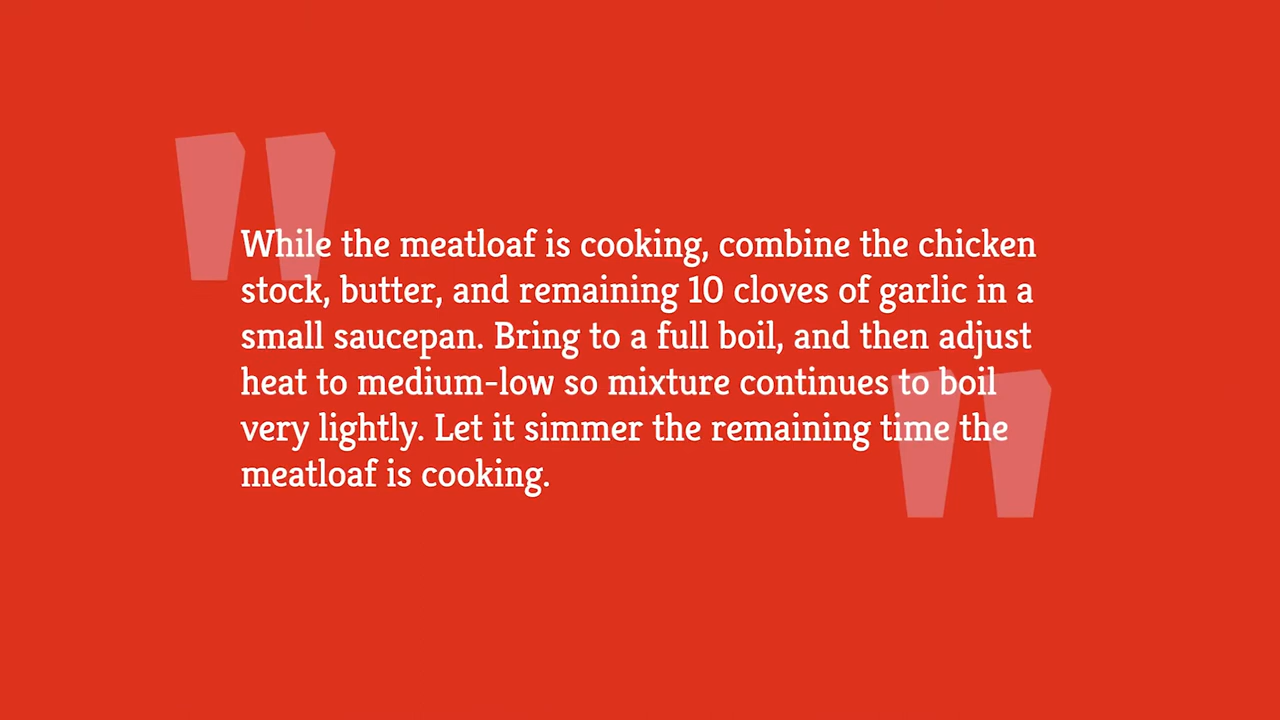 While the meatloaf is cooking, combine the chicken
stock, butter, and remaining 10 cloves of garlic in a
small saucepan. Bring to a full boil, and then adjust
heat to medium-low so mixture continues to boil
very lightly. Let it simmer the remaining time the
meatloaf is cooking.